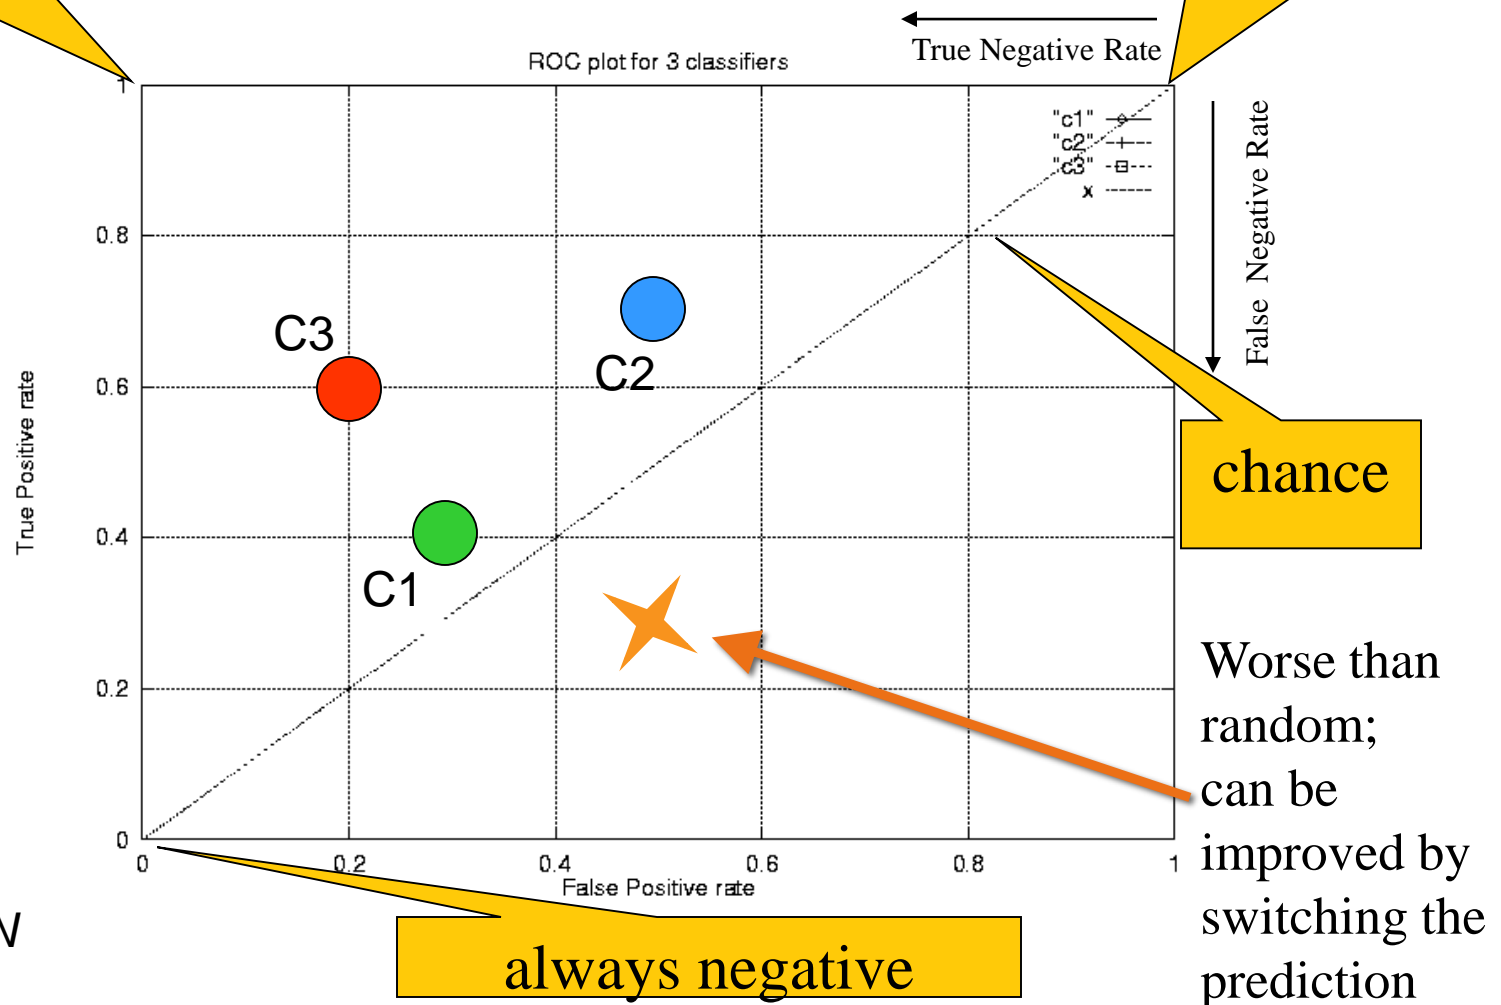 True Negative Rate
ROC plot for 3 classifiers
1
"c1"
"c2"
"c3"
x
False Negative Rate
0.8
C3
C2
0.6
True Positive rate
chance
0.4
C1
Worse than
random;
can be
improved by
switching the
prediction
0.2
0
0
0.2
0.4
0.6
0.8
1
False Positive rate
N
always negative